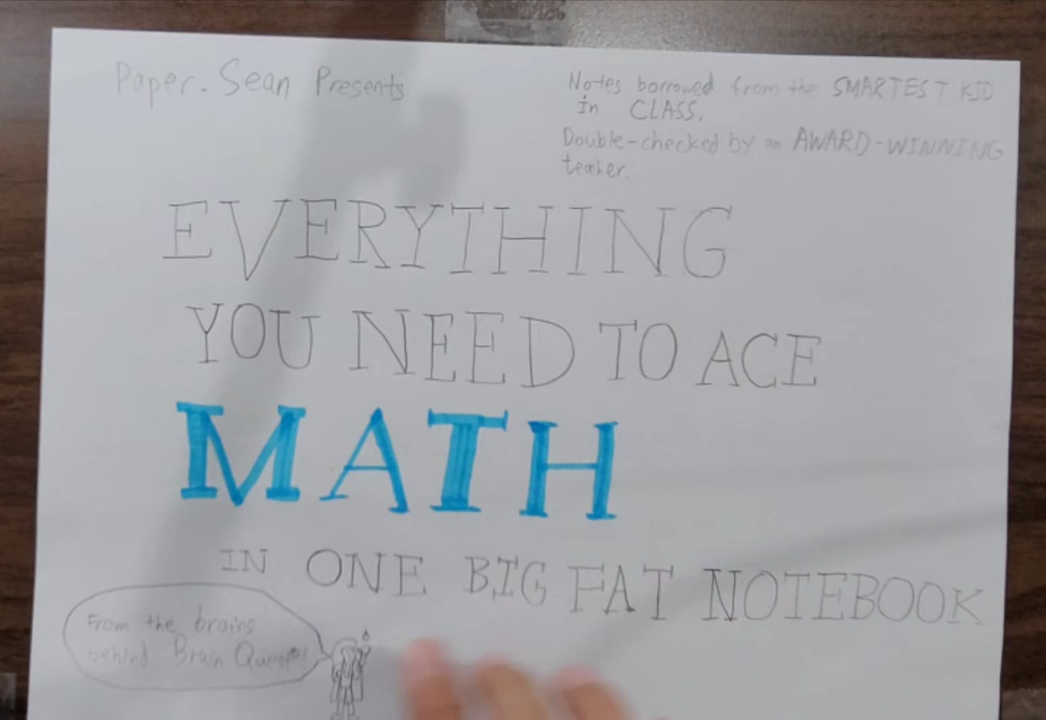 Paper. Sean Presents
Notes borrowed from the SMARTEST KID
in CLASS.
Double-checked by an AWARD-WINNING
teacher.
EVERYTHING
YOU NEED TO ACE
MATH
IN ONE BIG FAT NOTEBOOK
From the brains
behind Brain